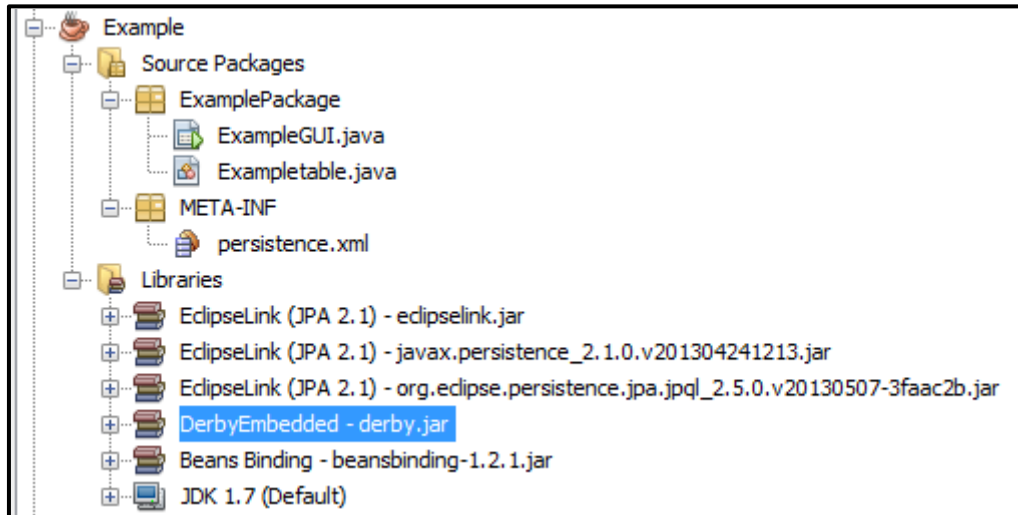 Example
Source Packages
ExamplePackage
ExampleGUI.java
Exampletable.java
META-INF
persistence.xml
Libraries
EclipseLink (JPA 2.1) - eclipselink.jar
EclipseLink (JPA 2.1) - javax.persistence_2.1.0.v201304241213.jar
EclipseLink (JPA 2.1) - org.eclipse.persistence.jpa.jpql_2.5.0.v20130507-3faac2b.jar
DerbyEmbedded - derby.jar
Beans Binding - beansbinding-1.2.1.jar
JDK 1.7 (Default)